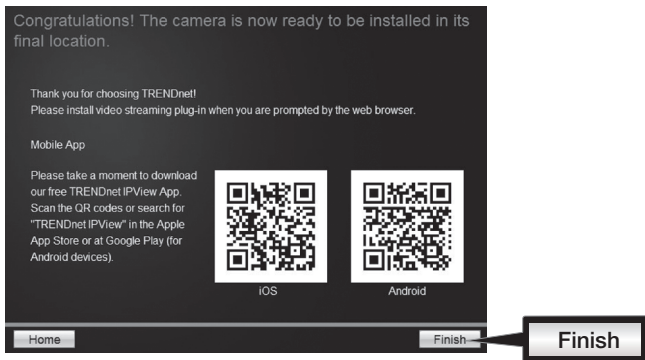 Congratulations! The camera is now ready to be installed in its
final location.
Thank you for choosing TRENDnet!
Please install video streaming plug-in when you are prompted by the web browser.
Mobile App
Please take a moment to download
our free TRENDnet IPView App.
Scan the QR codes or search for
"TRENDnet IPView" in the Apple
App Store or at Google Play (for
Android devices).
iOS
Android
Home
Finish
Finish